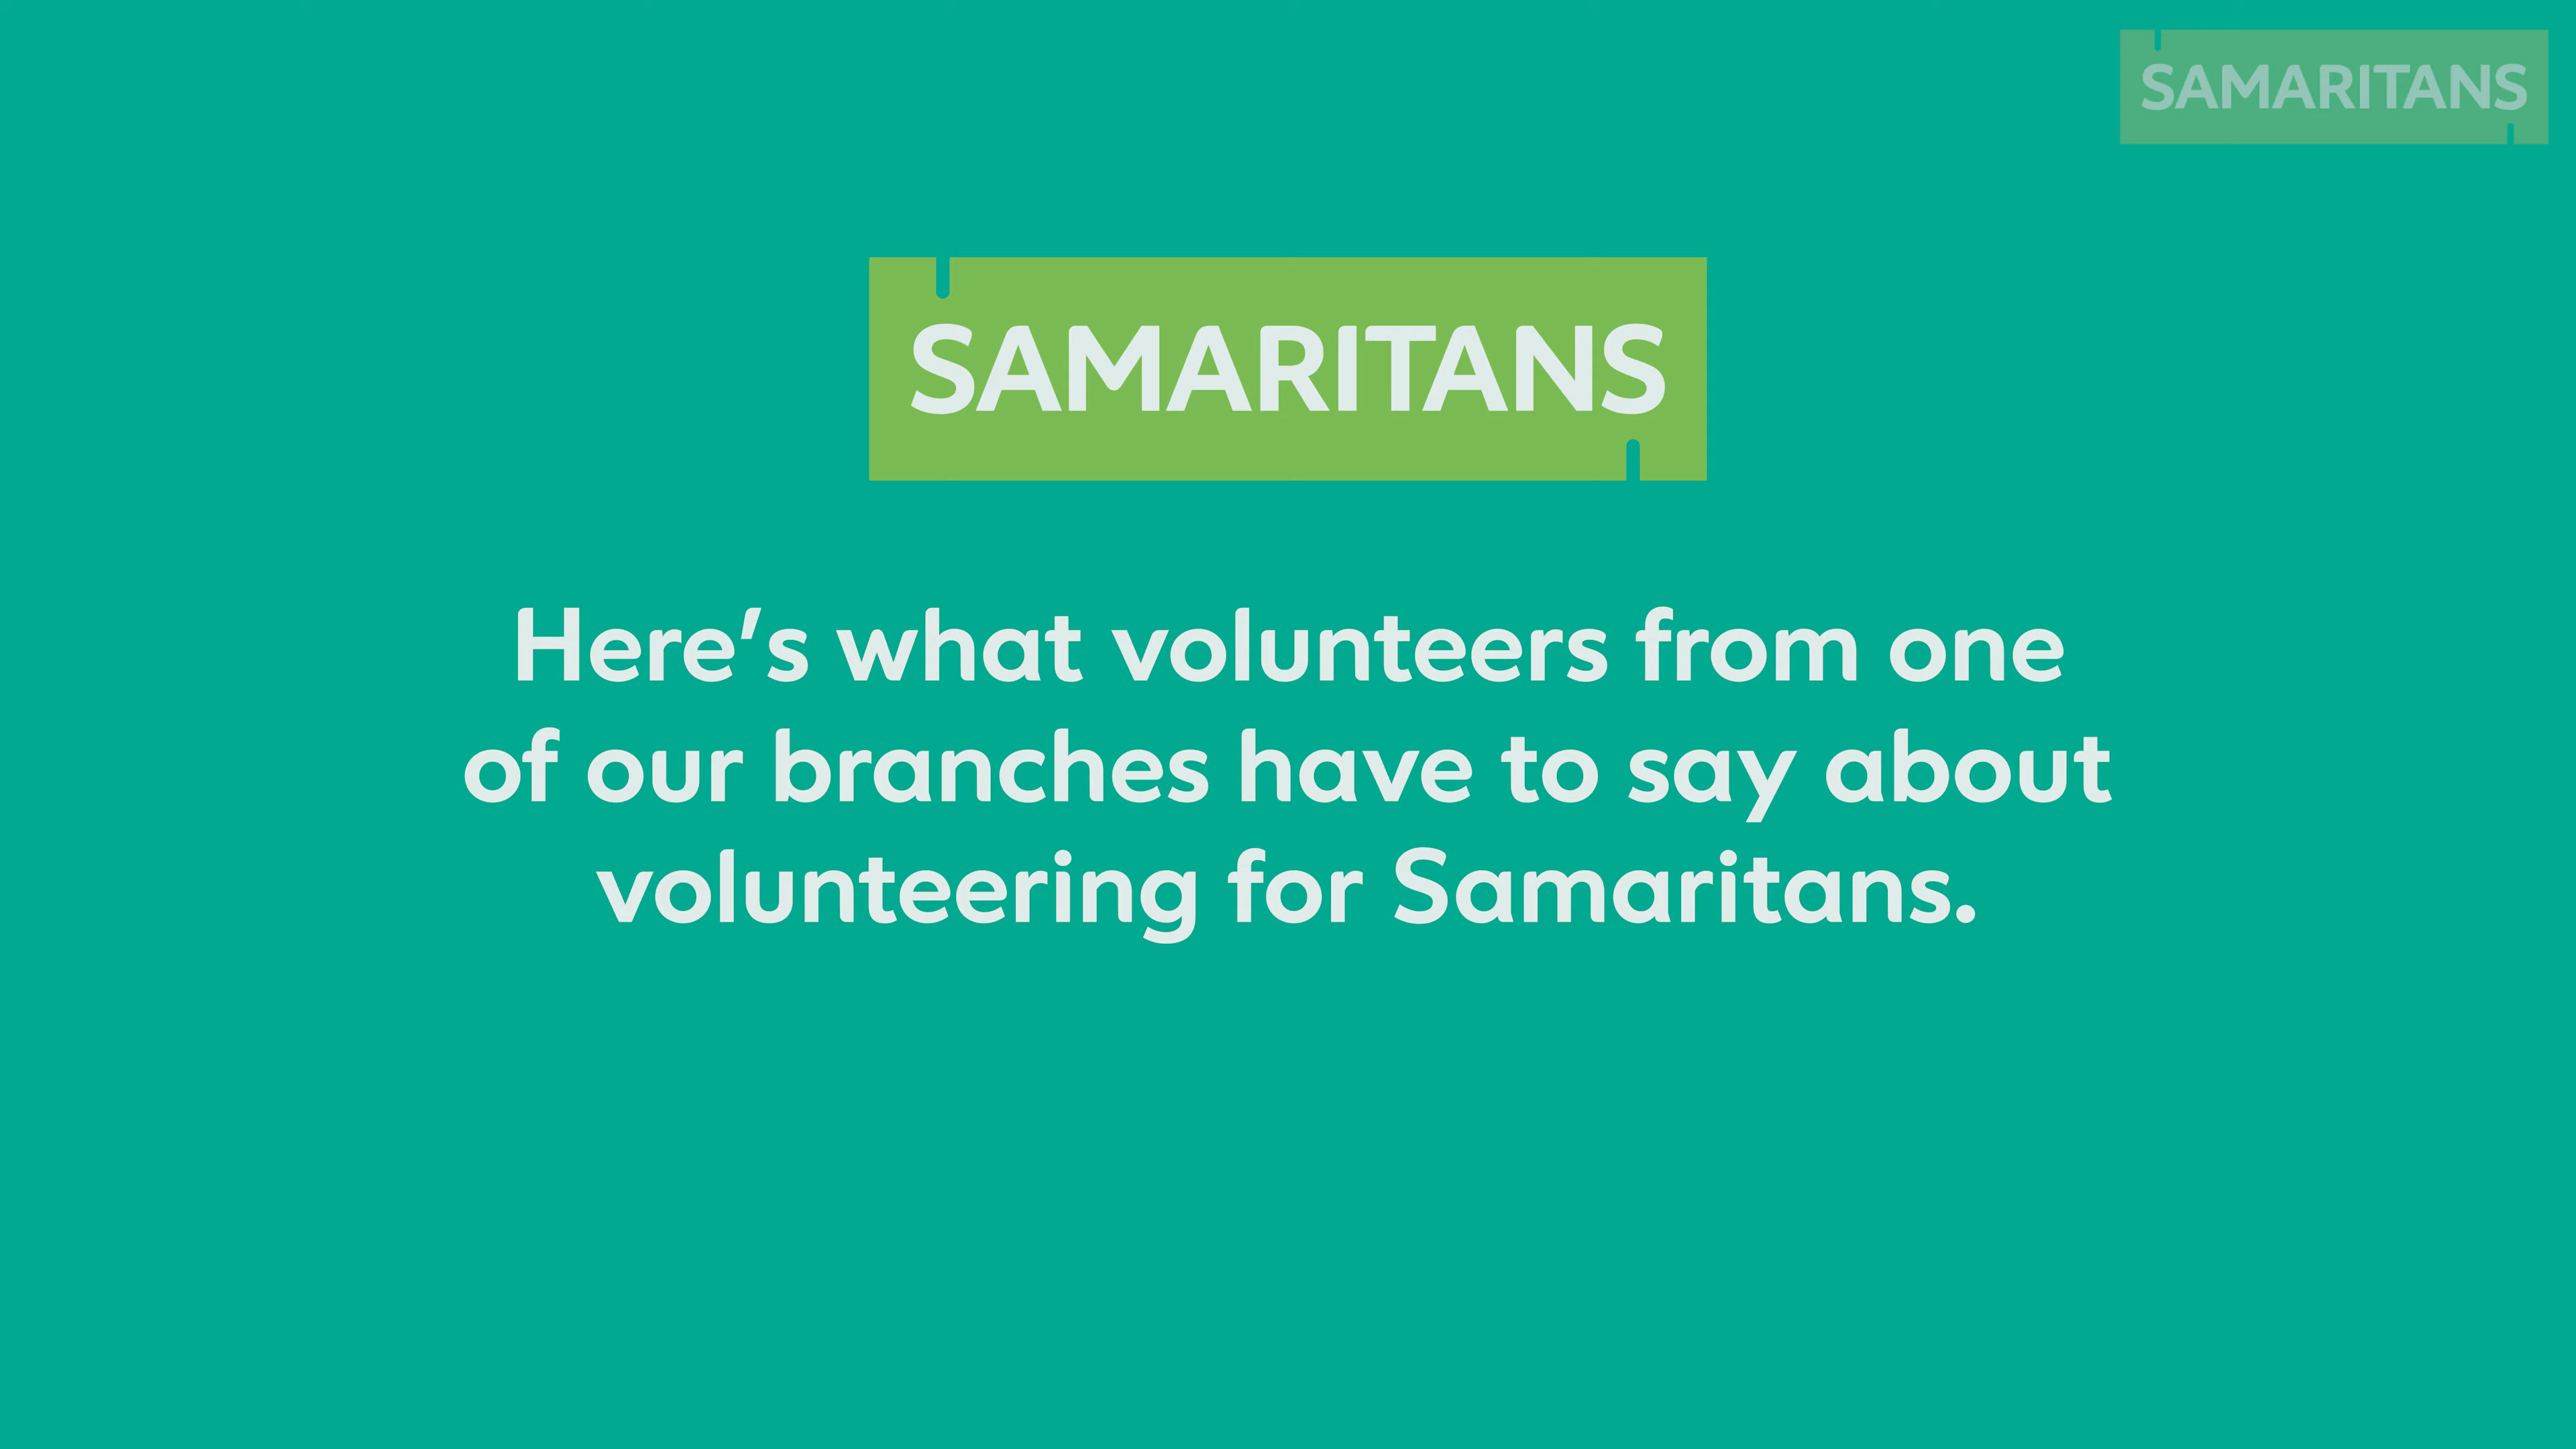 SAMARITANS
SAMARITANS
Here’s what volunteers from one
of our branches have to say about
volunteering for Samaritans.